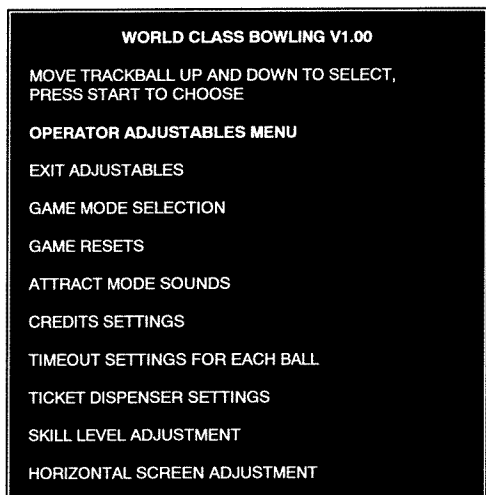 WORLD CLASS BOWLING V1.00
MOVE TRACKBALL UP AND DOWN TO SELECT,
PRESS START TO CHOOSE
OPERATOR ADJUSTABLES MENU
EXIT ADJUSTABLES
GAME MODE SELECTION
GAME RESETS
ATTRACT MODE SOUNDS
CREDITS SETTINGS
TIMEOUT SETTINGS FOR EACH BALL
TICKET DISPENSER SETTINGS
SKILL LEVEL ADJUSTMENT
HORIZONTAL SCREEN ADJUSTMENT